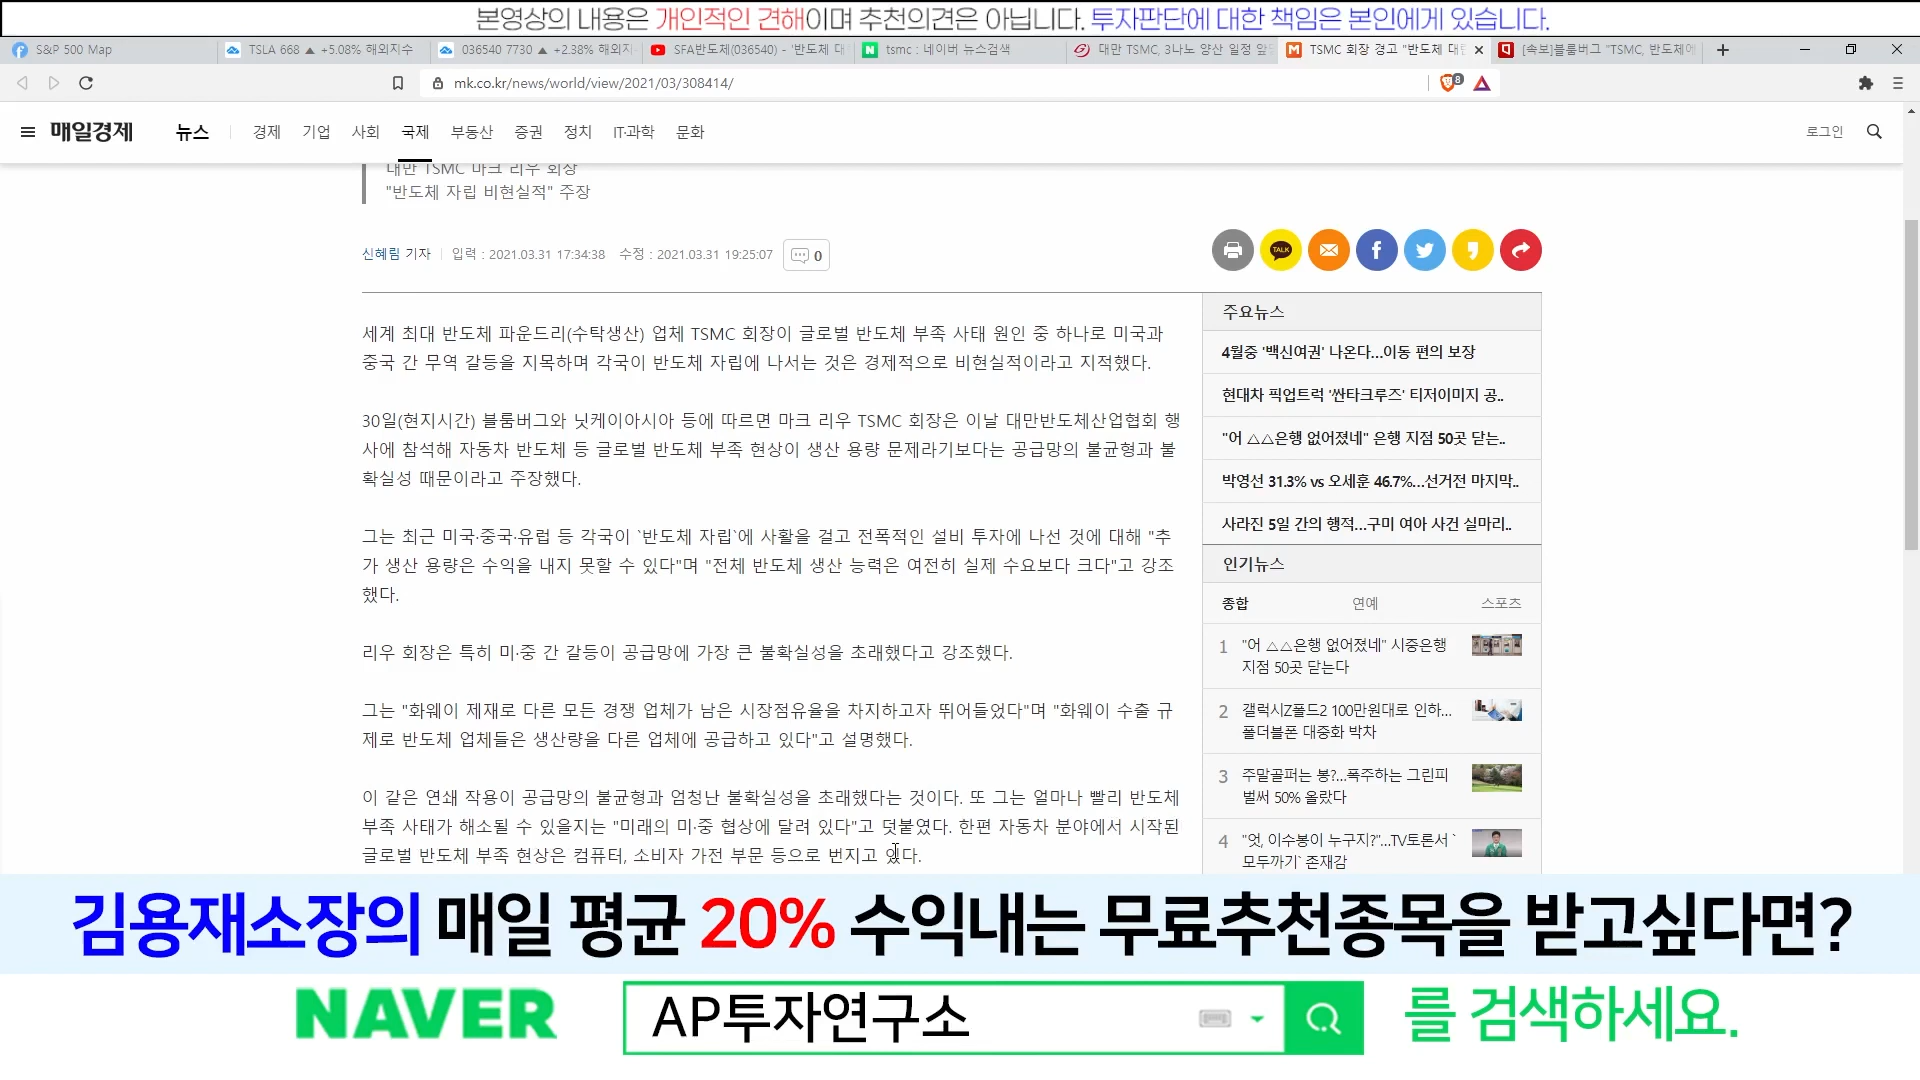 본영상의 내용은 개인적인 견해이며 추천의견은 아닙니다. 투자판단에 대한 책임은 본인에게 있습니다.
S&P 500 Map
TSLA 668 ▲ +5.08% 해외지수
036540 7730 ▲ +2.38% 해외지
SFA반도체(036540) - '반도체 대
tsmc : 네이버 뉴스검색
대만 TSMC, 3나노 양산 일정 앞
TSMC 회장 경고 "반도체 대란
[속보]블룸버그 "TSMC, 반도체에
mk.co.kr/news/world/view/2021/03/308414/
8
매일경제
뉴스
경제 기업 사회 국제 부동산 증권 정치 IT·과학 문화
로그인
대만 TSMC 마크 리우 회장
"반도체 자립 비현실적" 주장
신혜림 기자 입력 : 2021.03.31 17:34:38 수정 : 2021.03.31 19:25:07 0
TALK
세계 최대 반도체 파운드리(수탁생산) 업체 TSMC 회장이 글로벌 반도체 부족 사태 원인 중 하나로 미국과
중국 간 무역 갈등을 지목하며 각국이 반도체 자립에 나서는 것은 경제적으로 비현실적이라고 지적했다.
30일(현지시간) 블룸버그와 닛케이아시아 등에 따르면 마크 리우 TSMC 회장은 이날 대만반도체산업협회 행
사에 참석해 자동차 반도체 등 글로벌 반도체 부족 현상이 생산 용량 문제라기보다는 공급망의 불균형과 불
확실성 때문이라고 주장했다.
그는 최근 미국·중국·유럽 등 각국이 `반도체 자립`에 사활을 걸고 전폭적인 설비 투자에 나선 것에 대해 "추
가 생산 용량은 수익을 내지 못할 수 있다"며 "전체 반도체 생산 능력은 여전히 실제 수요보다 크다"고 강조
했다.
리우 회장은 특히 미·중 간 갈등이 공급망에 가장 큰 불확실성을 초래했다고 강조했다.
그는 "화웨이 제재로 다른 모든 경쟁 업체가 남은 시장점유율을 차지하고자 뛰어들었다"며 "화웨이 수출 규
제로 반도체 업체들은 생산량을 다른 업체에 공급하고 있다"고 설명했다.
이 같은 연쇄 작용이 공급망의 불균형과 엄청난 불확실성을 초래했다는 것이다. 또 그는 얼마나 빨리 반도체
부족 사태가 해소될 수 있을지는 "미래의 미·중 협상에 달려 있다"고 덧붙였다. 한편 자동차 분야에서 시작된
글로벌 반도체 부족 현상은 컴퓨터, 소비자 가전 부문 등으로 번지고 있다.
주요뉴스
4월중 '백신여권' 나온다...이동 편의 보장
현대차 픽업트럭 '싼타크루즈' 티저이미지 공..
"어 △△은행 없어졌네" 은행 지점 50곳 닫는..
박영선 31.3% vs 오세훈 46.7%...선거전 마지막..
사라진 5일 간의 행적...구미 여아 사건 실마리..
인기뉴스
종합 연예 스포츠
1 "어 △△은행 없어졌네" 시중은행
지점 50곳 닫는다
2 갤럭시Z폴드2 100만원대로 인하...
폴더블폰 대중화 박차
3 주말골퍼는 봉?...폭주하는 그린피
벌써 50% 올랐다
4 "엇, 이수봉이 누구지?"...TV토론서 `
모두까기` 존재감
김용재소장의 매일 평균 20% 수익내는 무료추천종목을 받고싶다면?
NAVER AP투자연구소 를 검색하세요.